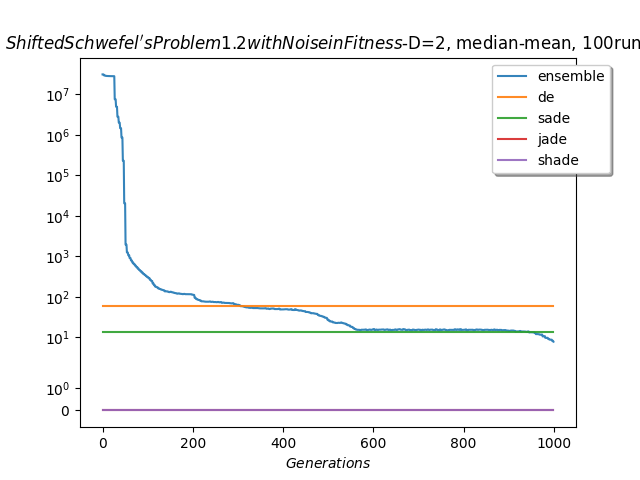 ShiftedSchwefel'sProblem1.2withNoiseinFitness-D=2, median-mean, 100run
ensemble
de
sade
jade
shade
10^7
10^6
10^5
10^4
10^3
10^2
10^1
10^0
0
0 200 400 600 800 1000
Generations